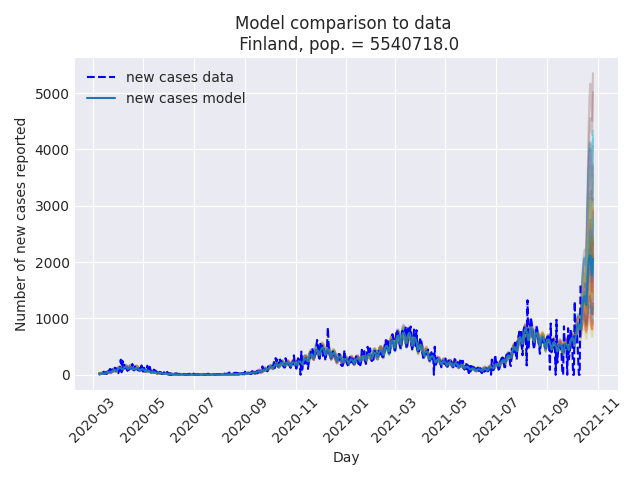 Model comparison to data
Finland, pop. = 5540718.0
new cases data
new cases model
Number of new cases reported
5000
4000
3000
2000
1000
0
2020-03
2020-05
2020-07
2020-09
2020-11
2021-01
2021-03
2021-05
2021-07
2021-09
2021-11
Day